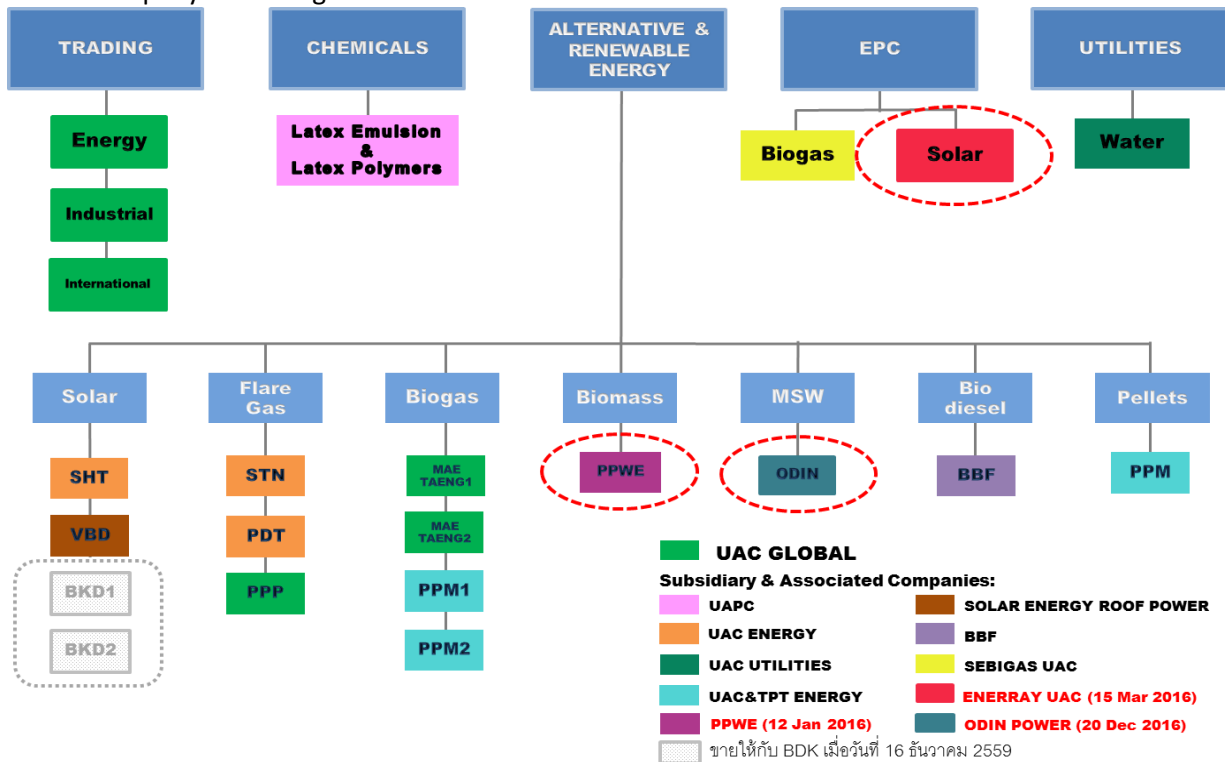 TRADING
CHEMICALS
ALTERNATIVE &
RENEWABLE
ENERGY
EPC
UTILITIES
Energy
Industrial
International
Latex Emulsion
&
Latex Polymers
Biogas
Solar
Water
Solar
Flare
Gas
Biogas
Biomass
MSW
Bio
diesel
Pellets
SHT
VBD
BKD1
BKD2
STN
PDT
PPP
MAE
TAENG1
MAE
TAENG2
PPM1
PPM2
PPWE
ODIN
BBF
PPM
UAC GLOBAL
Subsidiary & Associated Companies:
UAPC
SOLAR ENERGY ROOF POWER
UAC ENERGY
BBF
UAC UTILITIES
SEBIGAS UAC
UAC&TPT ENERGY
ENERRAY UAC (15 Mar 2016)
PPWE (12 Jan 2016)
ODIN POWER (20 Dec 2016)
ขายให้กับ BDK เมื่อวันที่ 16 ธันวาคม 2559